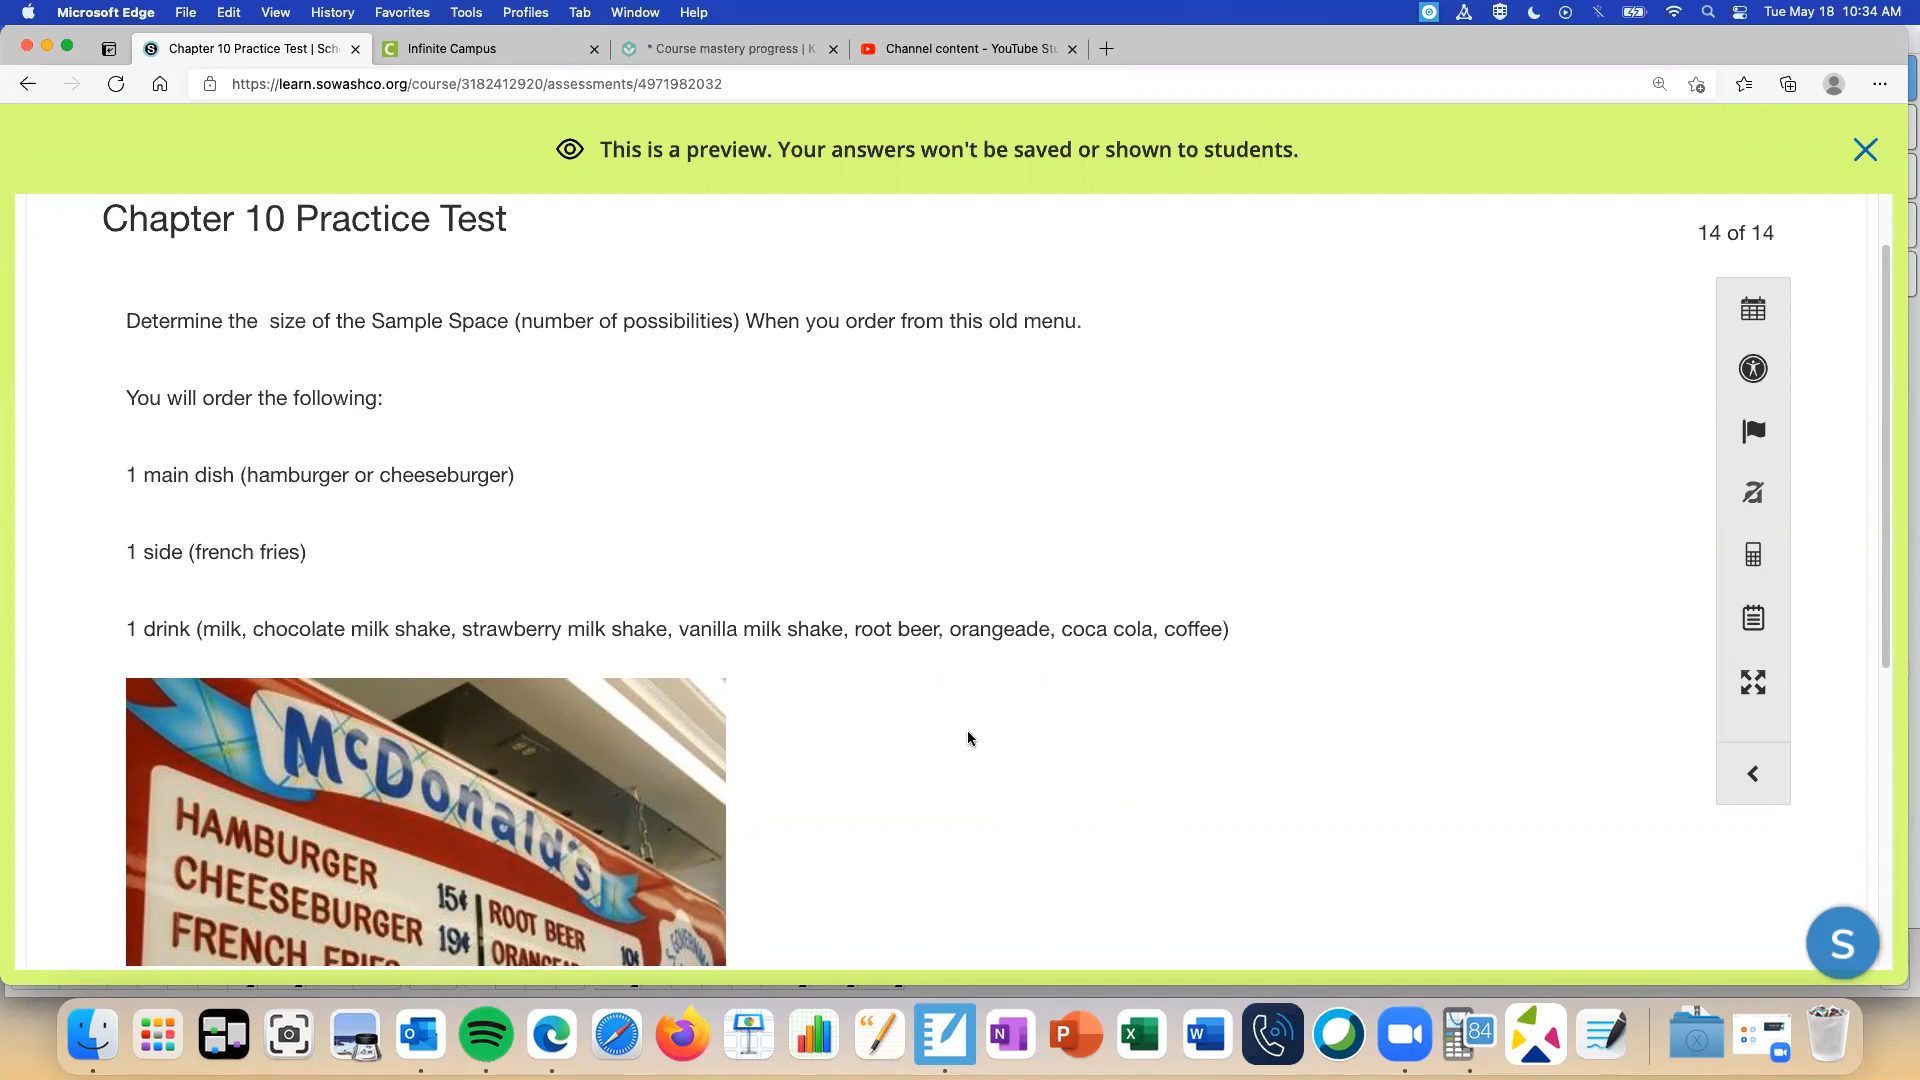 Microsoft Edge File Edit View History Favorites Tools Profiles Tab Window Help Tue May 18 10:34 AM
Chapter 10 Practice Test | Sch Infinite Campus * Course mastery progress | K Channel content - YouTube St
https://learn.sowashco.org/course/3182412920/assessments/4971982032
This is a preview. Your answers won't be saved or shown to students.
Chapter 10 Practice Test
14 of 14
Determine the size of the Sample Space (number of possibilities) When you order from this old menu.
You will order the following:
1 main dish (hamburger or cheeseburger)
1 side (french fries)
1 drink (milk, chocolate milk shake, strawberry milk shake, vanilla milk shake, root beer, orangeade, coca cola, coffee)
McDonald's
HAMBURGER 15¢ ROOT BEER 10¢
CHEESEBURGER 19¢
FRENCH
S
84